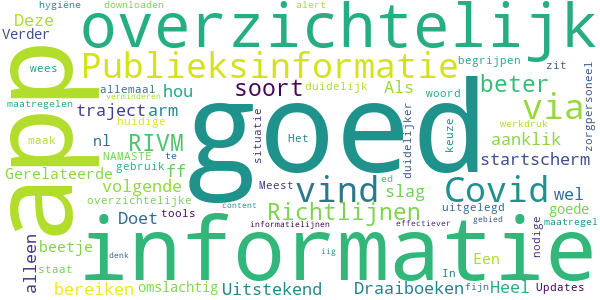 hygiëne downloaden alert
Deze overzichtelijk
Verder
wees Publieksinformatie begrijpen zit
allemaal hou soort duidelijk Als beter
verminderen woord
maatregelen traject arm goed via zorgpersoneel
app maak huidige situatie Het duidelijker keuze werkdruk
nl RIVM aanklik
NAMASTE te startscherm
Gerelateerde gebruik ff
volgende Meest vind ed Covid wel
overzichtelijke slag uitgelegd goede
Doet tools Richtlijnen content gebied maatregel
informatielijnen effectiever nodige
alleen beetje informatie
staat omslachtig denk iig In Een
bereiken Uitstekend Draaiboeken fijn Heel Updates